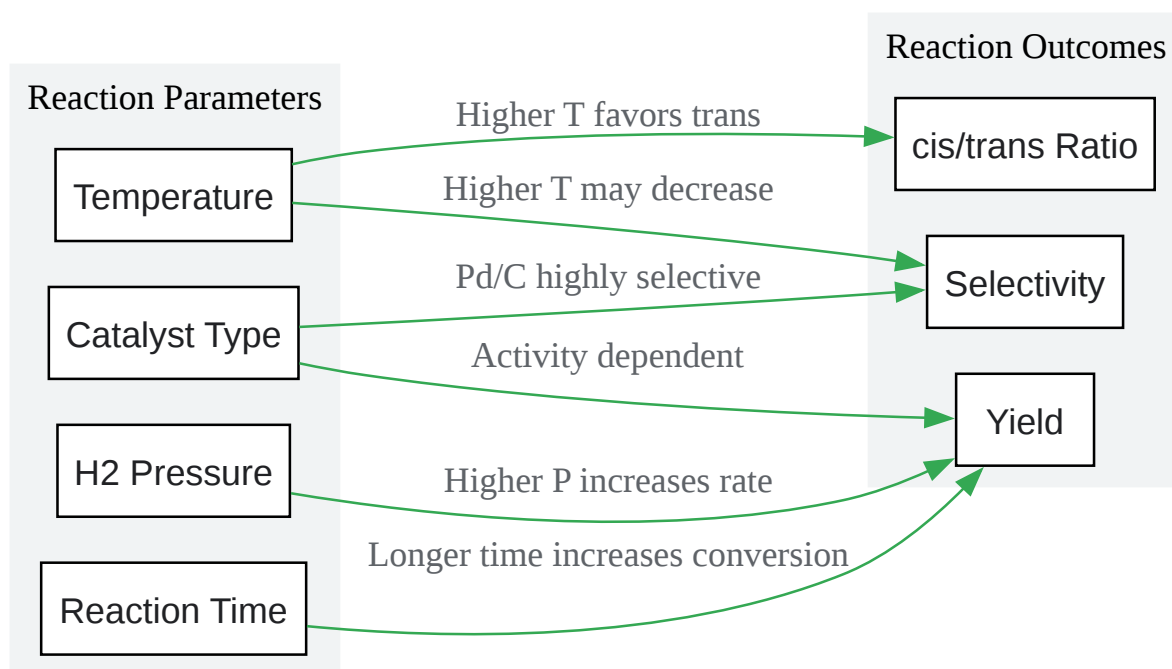 Reaction Parameters
Temperature
Catalyst Type
H2 Pressure
Reaction Time
Higher T favors trans
Higher T may decrease
Pd/C highly selective
Activity dependent
Higher P increases rate
Longer time increases conversion
Reaction Outcomes
cis/trans Ratio
Selectivity
Yield